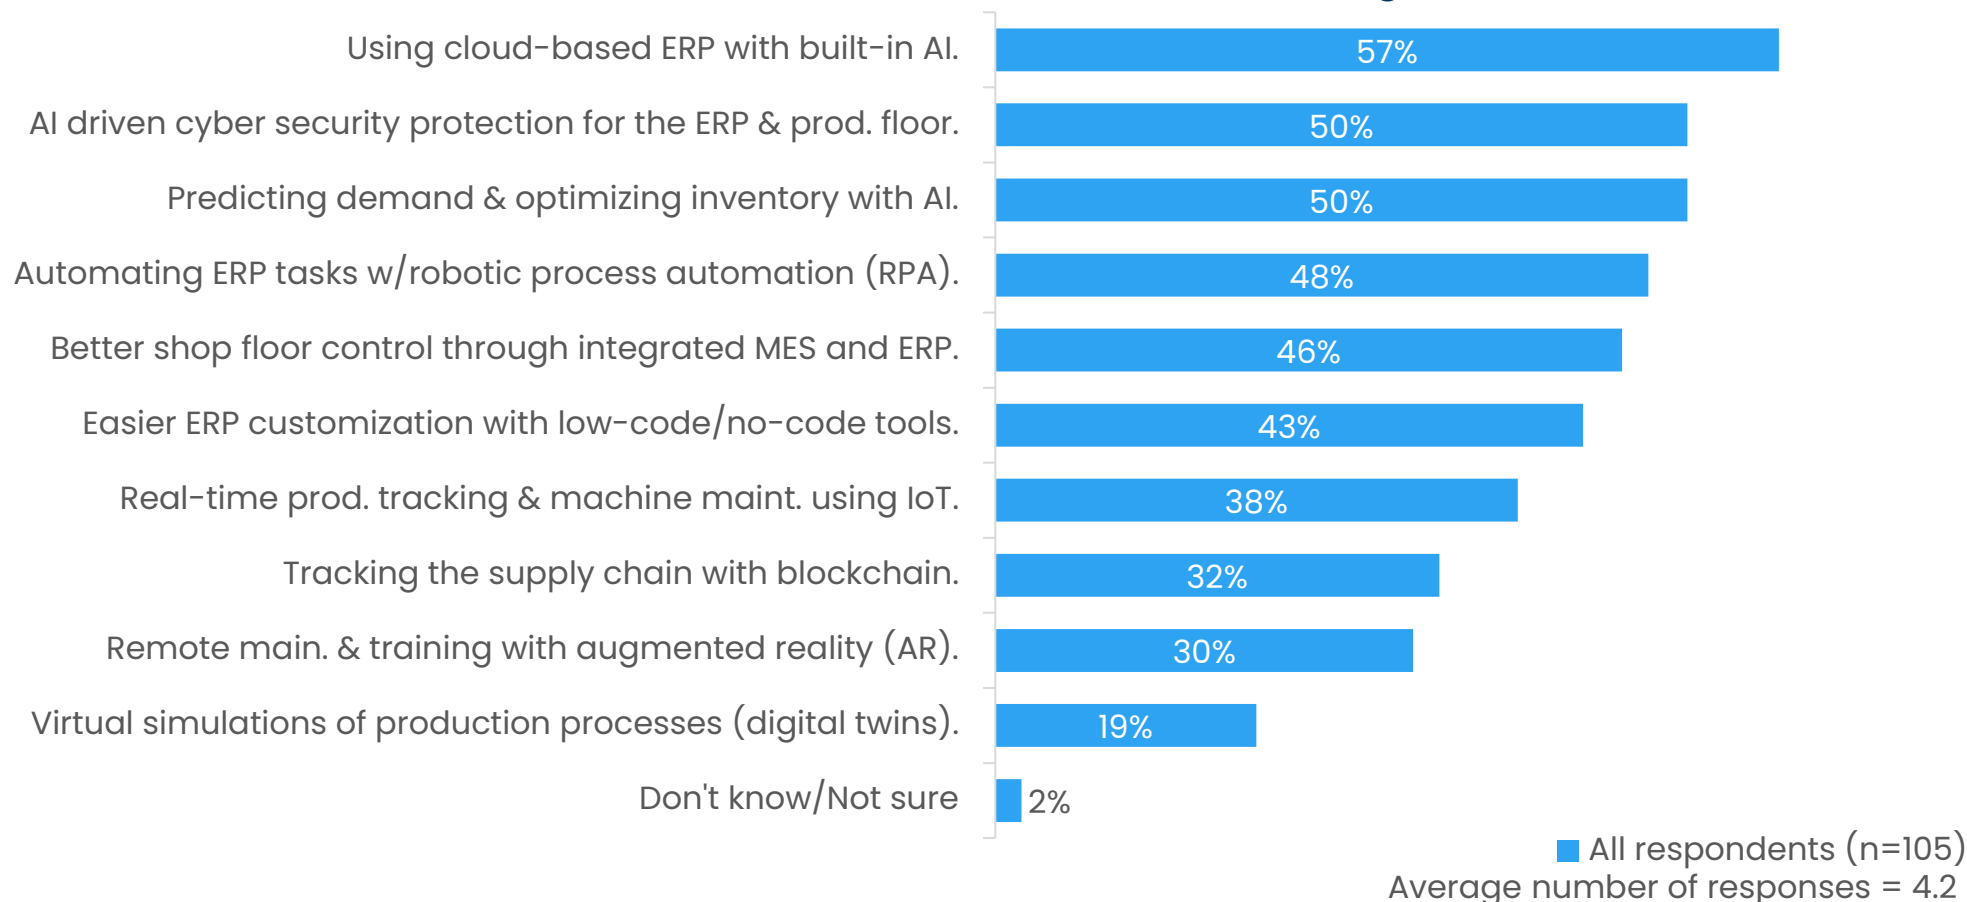 Using cloud-based ERP with built-in AI.
57%
AI driven cyber security protection for the ERP & prod. floor.
50%
Predicting demand & optimizing inventory with AI.
50%
Automating ERP tasks w/robotic process automation (RPA).
48%
Better shop floor control through integrated MES and ERP.
46%
Easier ERP customization with low-code/no-code tools.
43%
Real-time prod. tracking & machine maint. using IoT.
38%
Tracking the supply chain with blockchain.
32%
Remote main. & training with augmented reality (AR).
30%
Virtual simulations of production processes (digital twins).
19%
Don't know/Not sure
2%
All respondents (n=105)
Average number of responses = 4.2